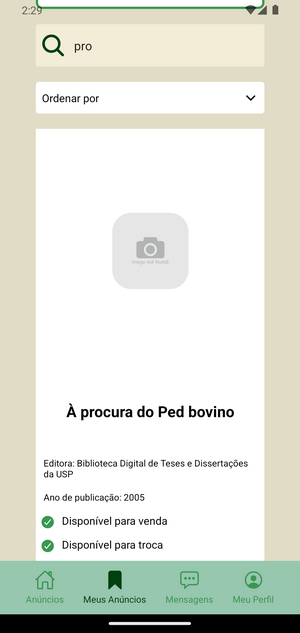 2:29
pro
Ordenar por
Image not found
À procura do Ped bovino
Editora: Biblioteca Digital de Teses e Dissertações
da USP
Ano de publicação: 2005
Disponível para venda
Disponível para troca
Anúncios
Meus Anúncios
Mensagens
Meu Perfil